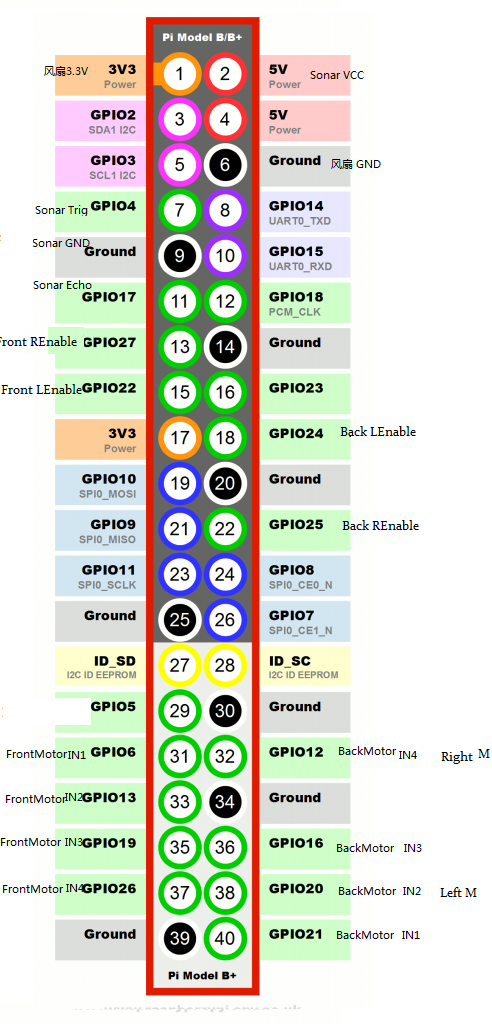 Pi Model B/B+
风扇3.3V 3V3 Power 1 2 5V Power Sonar VCC
GPIO2 SDA1 I2C 3 4 5V Power
GPIO3 SCL1 I2C 5 6 Ground 风扇 GND
Sonar Trig GPIO4 7 8 GPIO14 UART0_TXD
Sonar GND Ground 9 10 GPIO15 UART0_RXD
Sonar Echo GPIO17 11 12 GPIO18 PCM_CLK
Front REnable GPIO27 13 14 Ground
Front LEnable GPIO22 15 16 GPIO23
3V3 Power 17 18 GPIO24 Back LEnable
GPIO10 SPI0_MOSI 19 20 Ground
GPIO9 SPI0_MISO 21 22 GPIO25 Back REnable
GPIO11 SPI0_SCLK 23 24 GPIO8 SPI0_CE0_N
Ground 25 26 GPIO7 SPI0_CE1_N
ID_SD I2C ID EEPROM 27 28 ID_SC I2C ID EEPROM
GPIO5 29 30 Ground
FrontMotorIN1 GPIO6 31 32 GPIO12 BackMotor IN4 Right M
FrontMotorIN2 GPIO13 33 34 Ground
FrontMotor IN3 GPIO19 35 36 GPIO16 BackMotor IN3
FrontMotor IN4 GPIO26 37 38 GPIO20 BackMotor IN2 Left M
Ground 39 40 GPIO21 BackMotor IN1
Pi Model B+